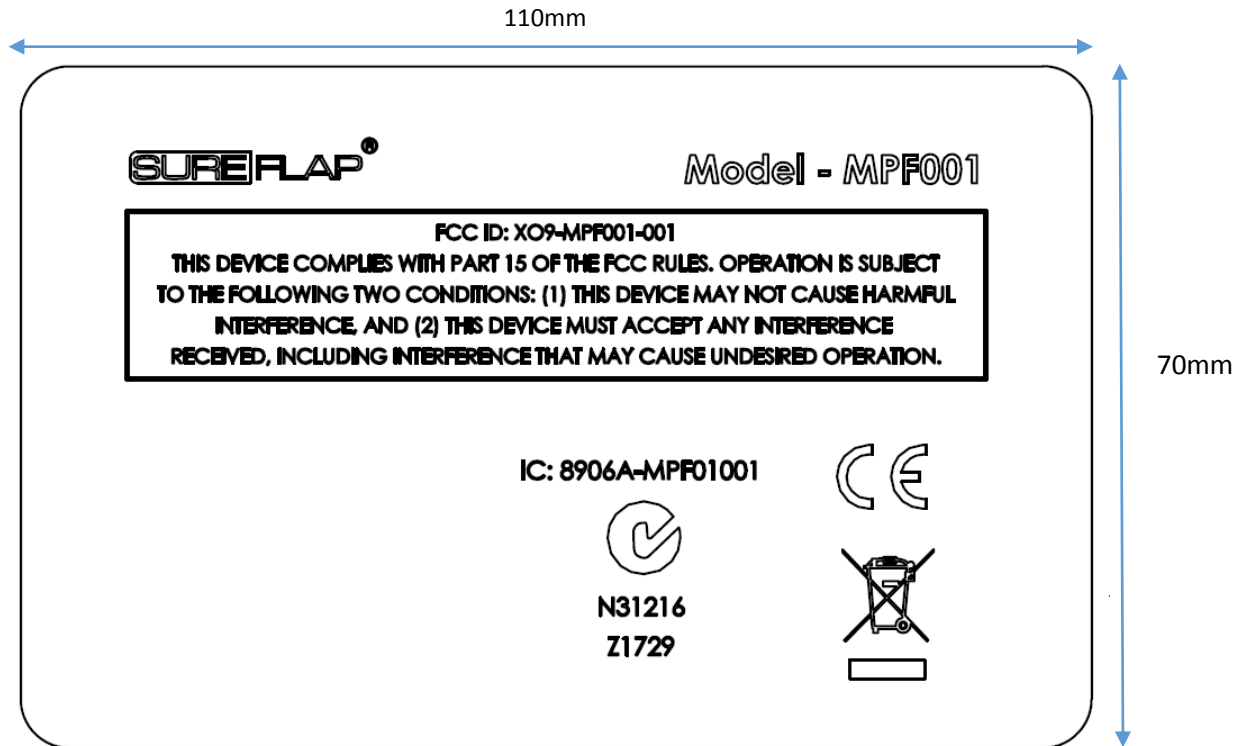 110mm
SUREFLAP®
Model - MPF001
FCC ID: XO9-MPF001-001
THIS DEVICE COMPLIES WITH PART 15 OF THE FCC RULES. OPERATION IS SUBJECT
TO THE FOLLOWING TWO CONDITIONS: (1) THIS DEVICE MAY NOT CAUSE HARMFUL
INTERFERENCE, AND (2) THIS DEVICE MUST ACCEPT ANY INTERFERENCE
RECEIVED, INCLUDING INTERFERENCE THAT MAY CAUSE UNDESIRED OPERATION.
70mm
IC: 8906A-MPF01001
CE
N31216
Z1729